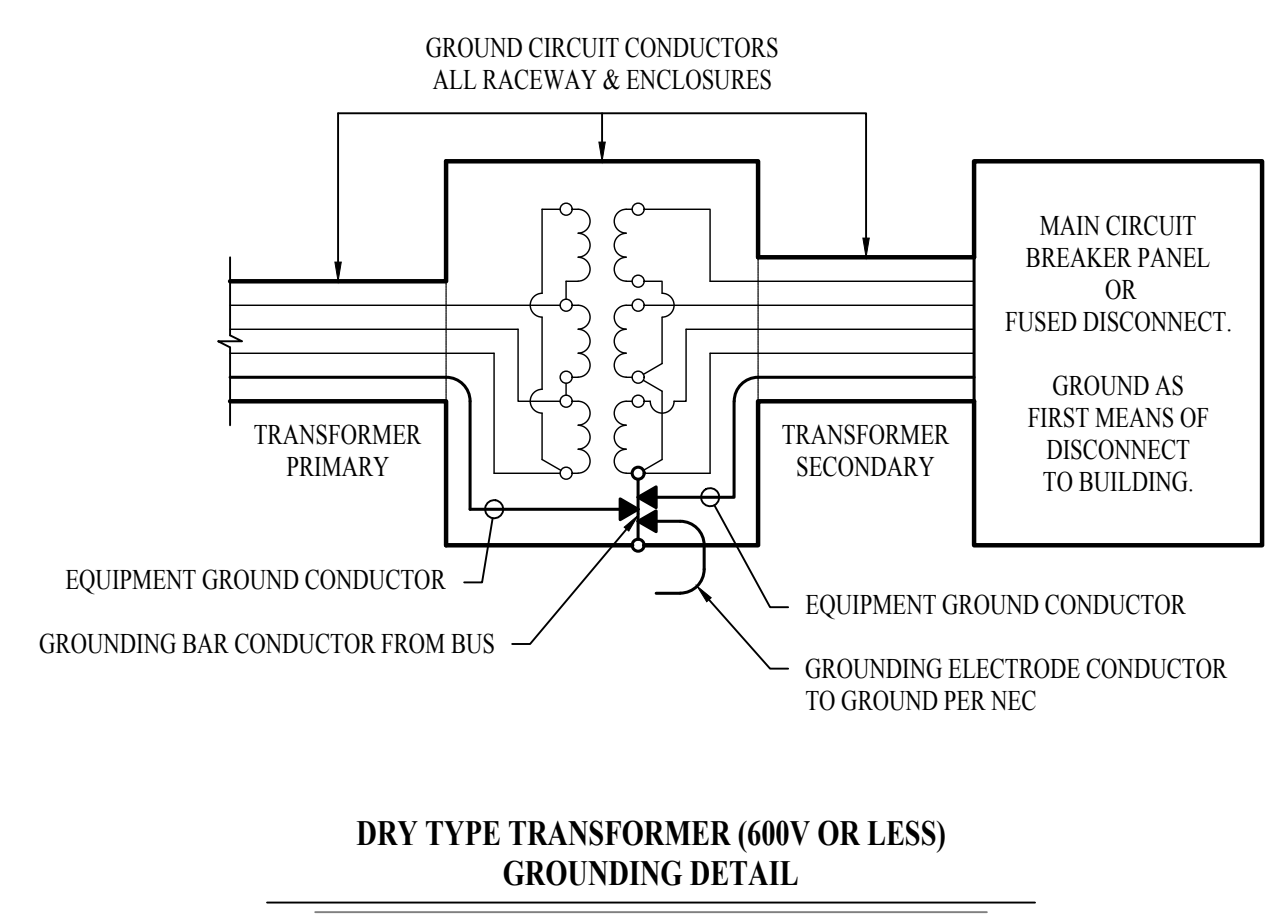 GROUND CIRCUIT CONDUCTORS
ALL RACEWAY & ENCLOSURES
MAIN CIRCUIT
BREAKER PANEL
OR
FUSED DISCONNECT.
GROUND AS
FIRST MEANS OF
DISCONNECT
TO BUILDING.
TRANSFORMER
PRIMARY
TRANSFORMER
SECONDARY
EQUIPMENT GROUND CONDUCTOR
GROUNDING BAR CONDUCTOR FROM BUS
EQUIPMENT GROUND CONDUCTOR
GROUNDING ELECTRODE CONDUCTOR
TO GROUND PER NEC
DRY TYPE TRANSFORMER (600V OR LESS)
GROUNDING DETAIL